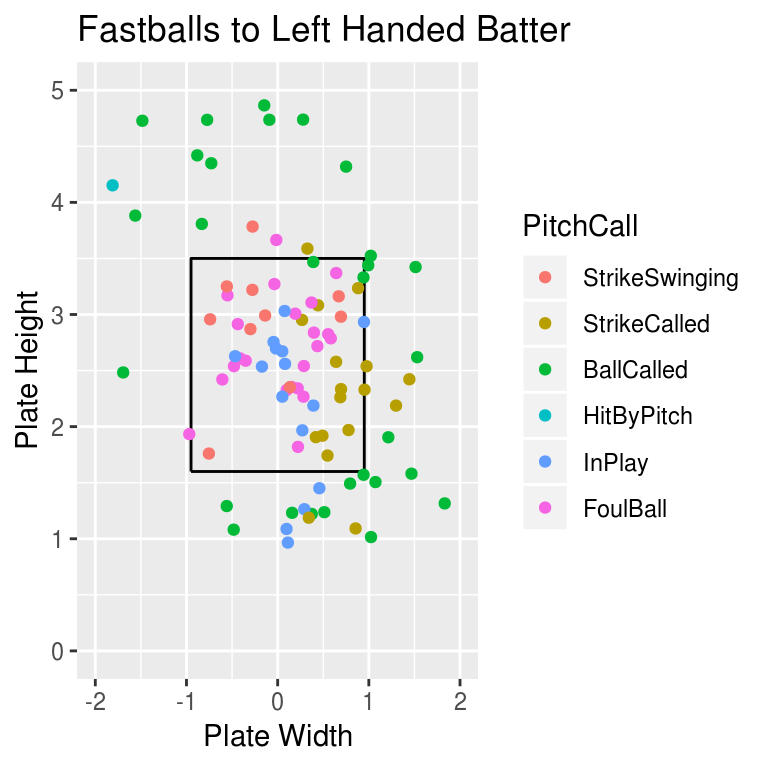 Fastballs to Left Handed Batter
Plate Height
5
4
3
2
1
0
-2 -1 0 1 2
Plate Width
PitchCall
StrikeSwinging
StrikeCalled
BallCalled
HitByPitch
InPlay
FoulBall